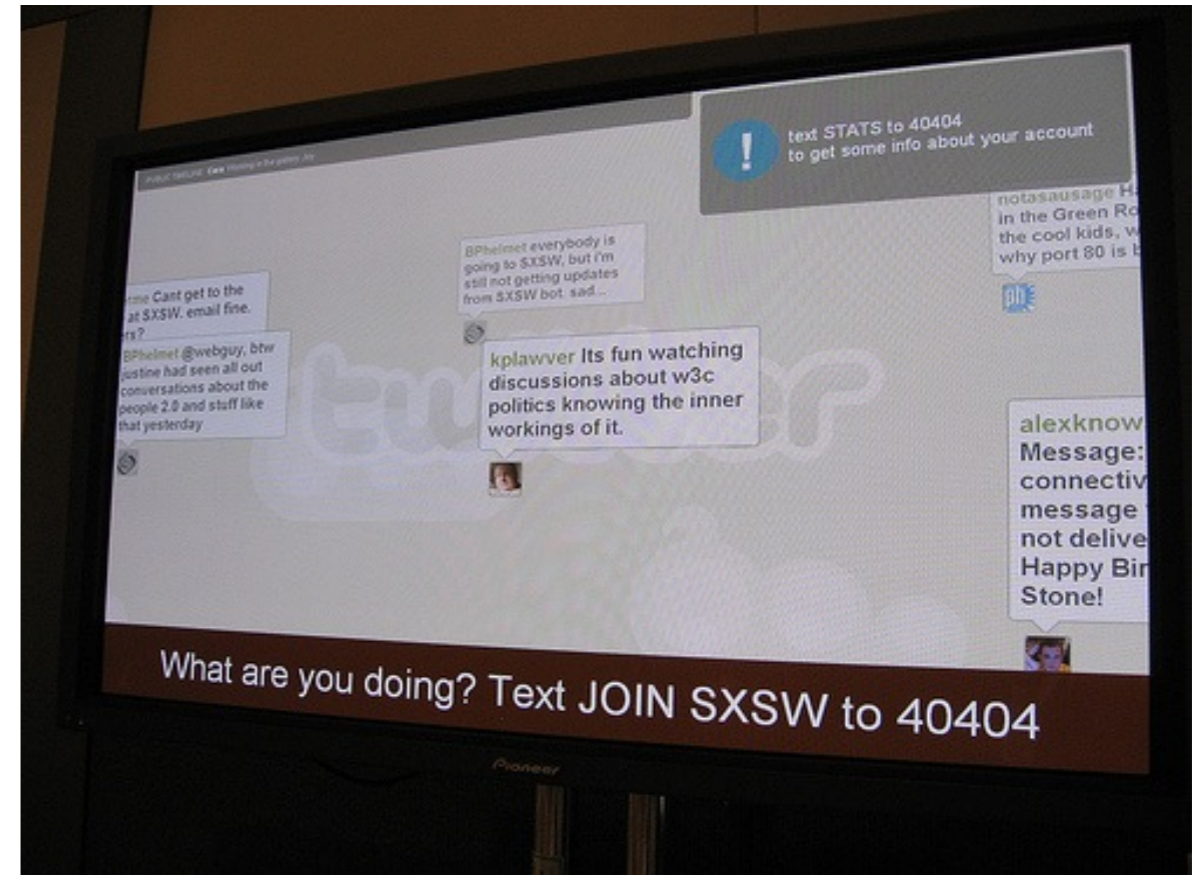 PUBLIC TIMELINE
text STATS to 40404
to get some info about your account
notasausage
in the Green
the cool kids,
why port 80 is
ph
BPhelmet everybody is
going to SXSW, but i'm
still not getting updates
from SXSW bot. sad...
Cant get to the
at SXSW. email fine.
BPhelmet @webguy, btw
justine had seen all out
conversations about the
people 2.0 and stuff like
that yesterday
kplawver Its fun watching
discussions about w3c
politics knowing the inner
workings of it.
twitter
alexknow
Message:
connectiv
message
not delive
Happy Bir
Stone!
What are you doing? Text JOIN SXSW to 40404
Pioneer